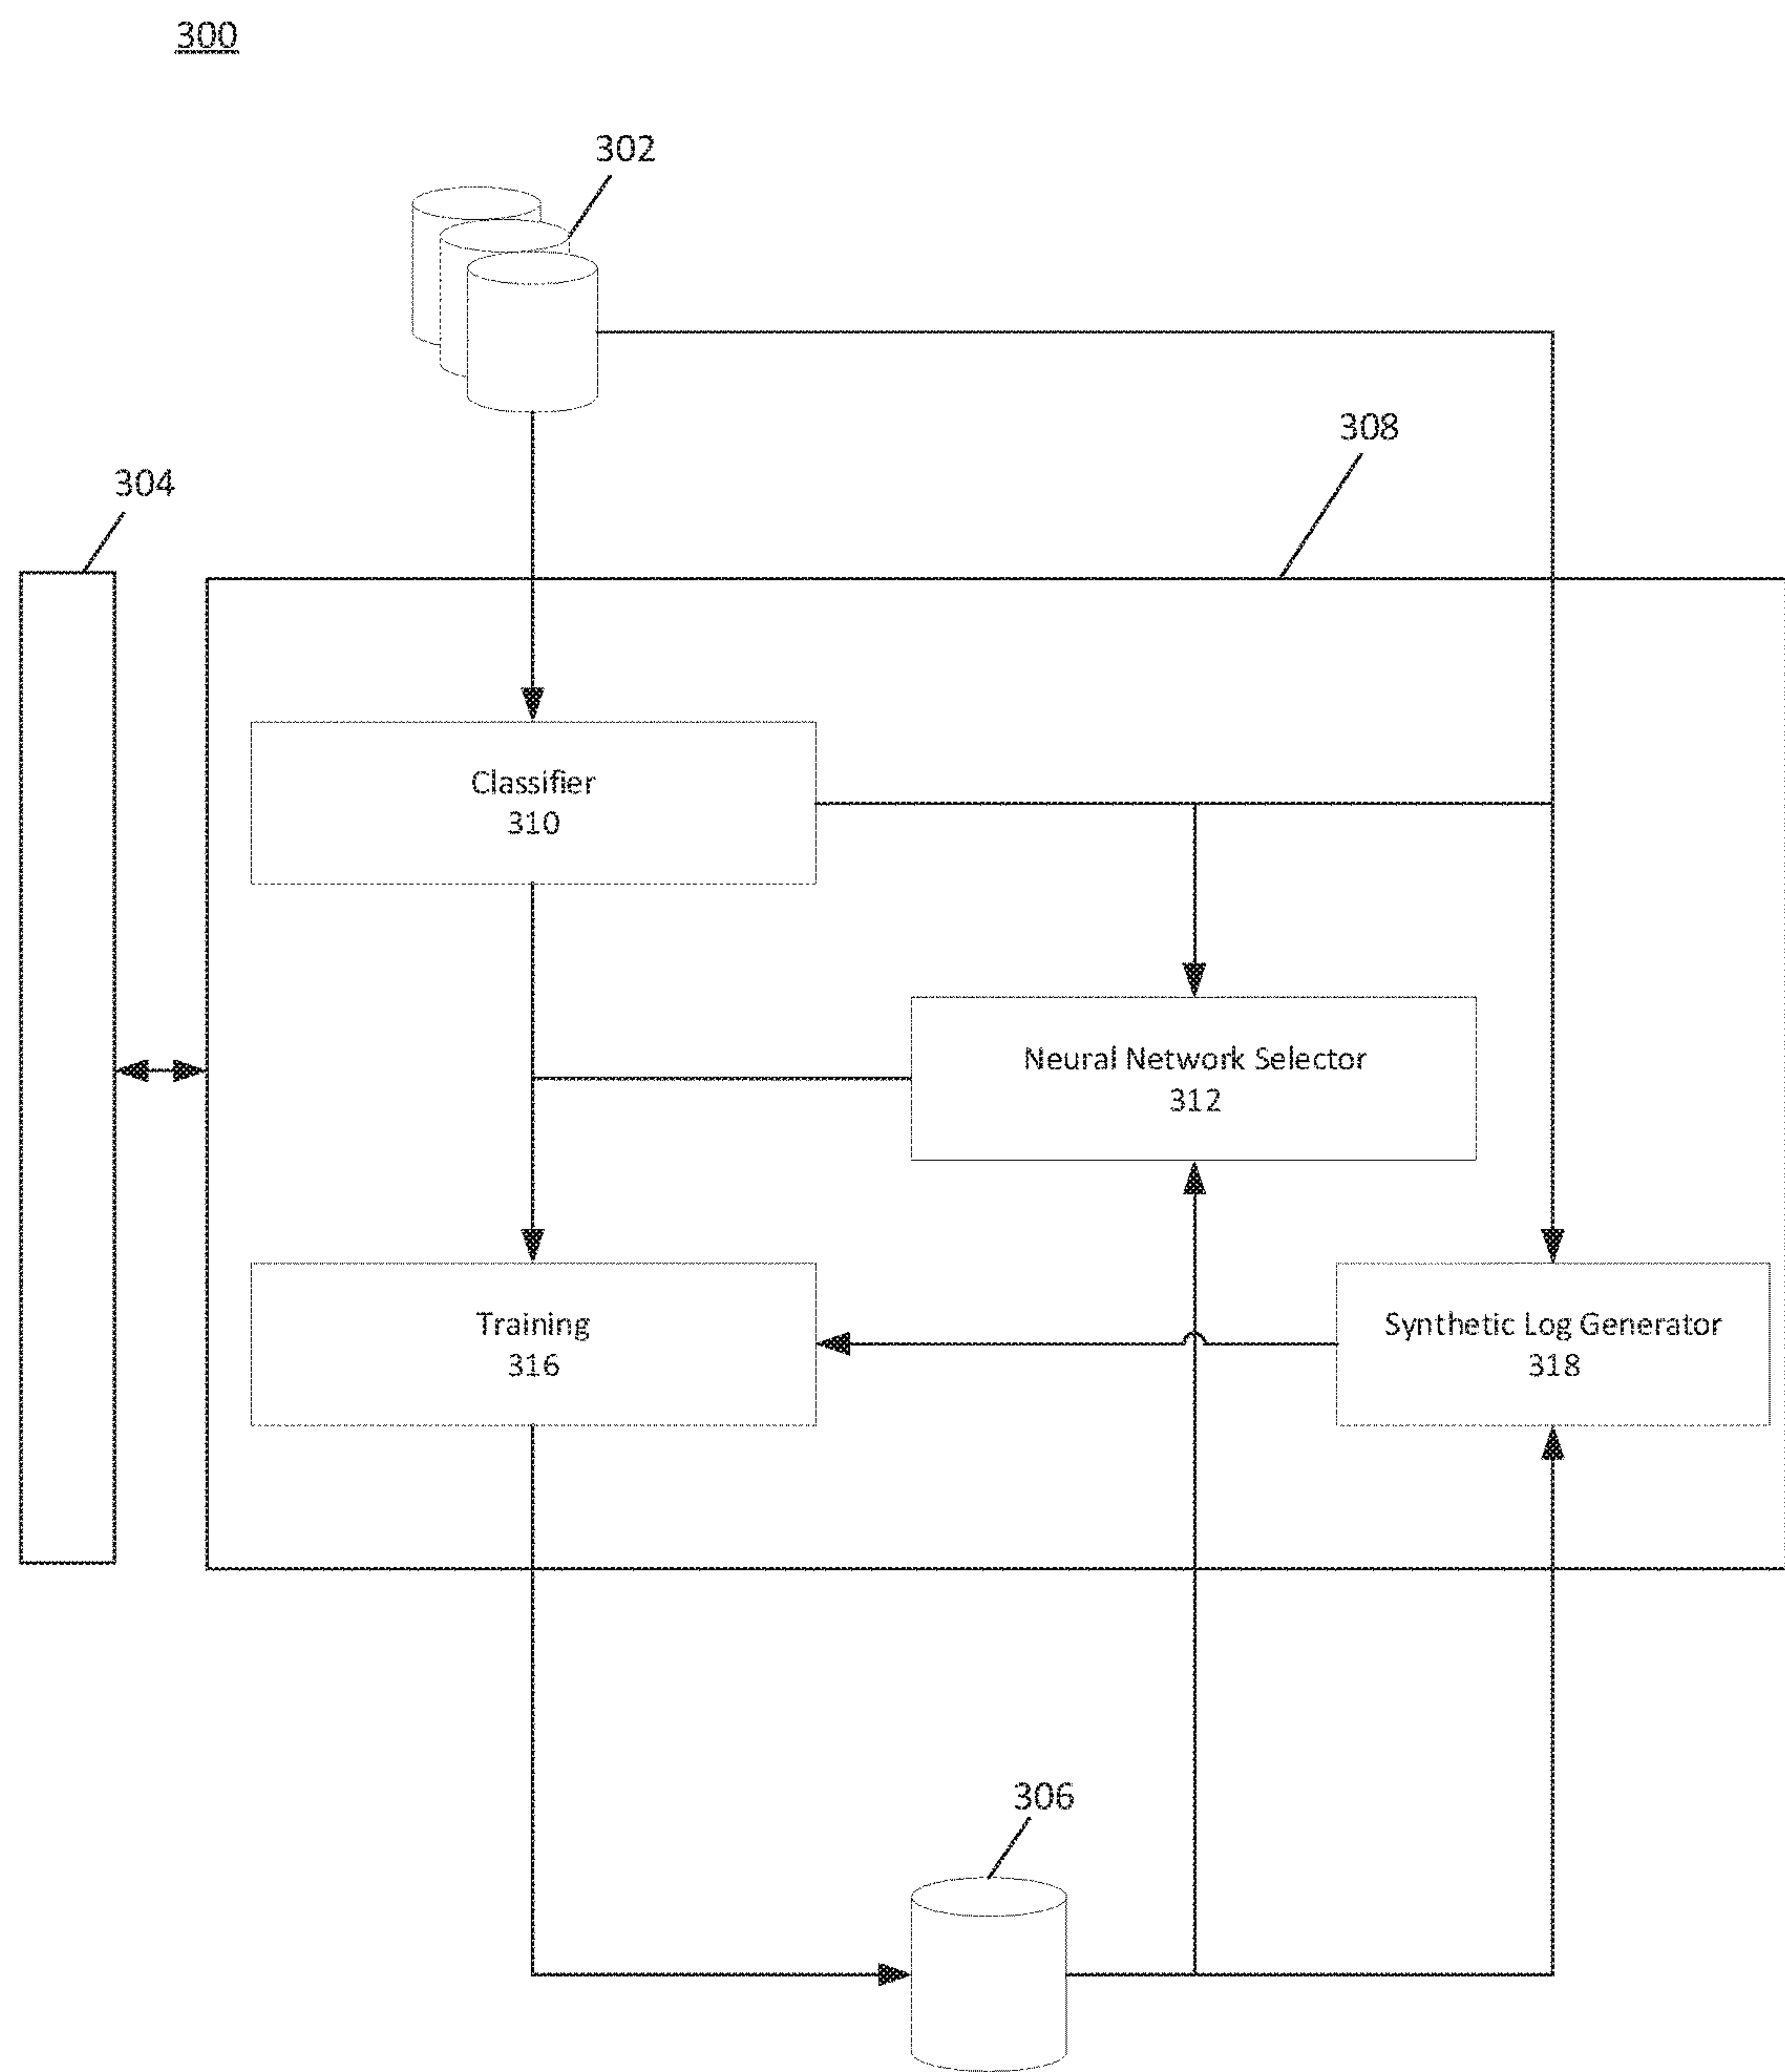 300
302
308
304
Classifier
310
Neural Network Selector
312
Training
316
Synthetic Log Generator
318
306